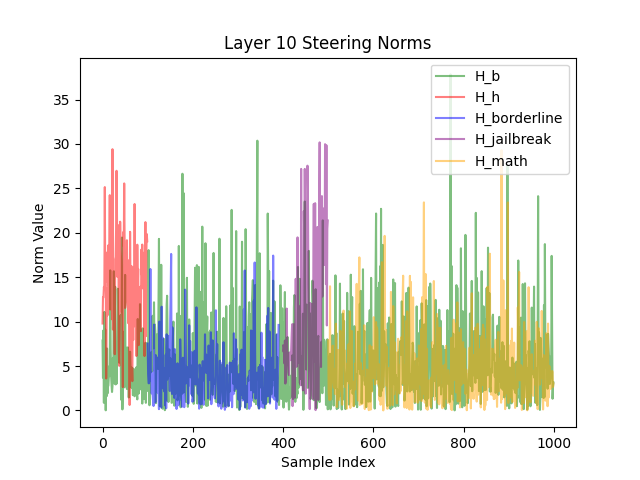 Layer 10 Steering Norms
H_b
H_h
H_borderline
H_jailbreak
H_math
Norm Value
35
30
25
20
15
10
5
0
0 200 400 600 800 1000
Sample Index